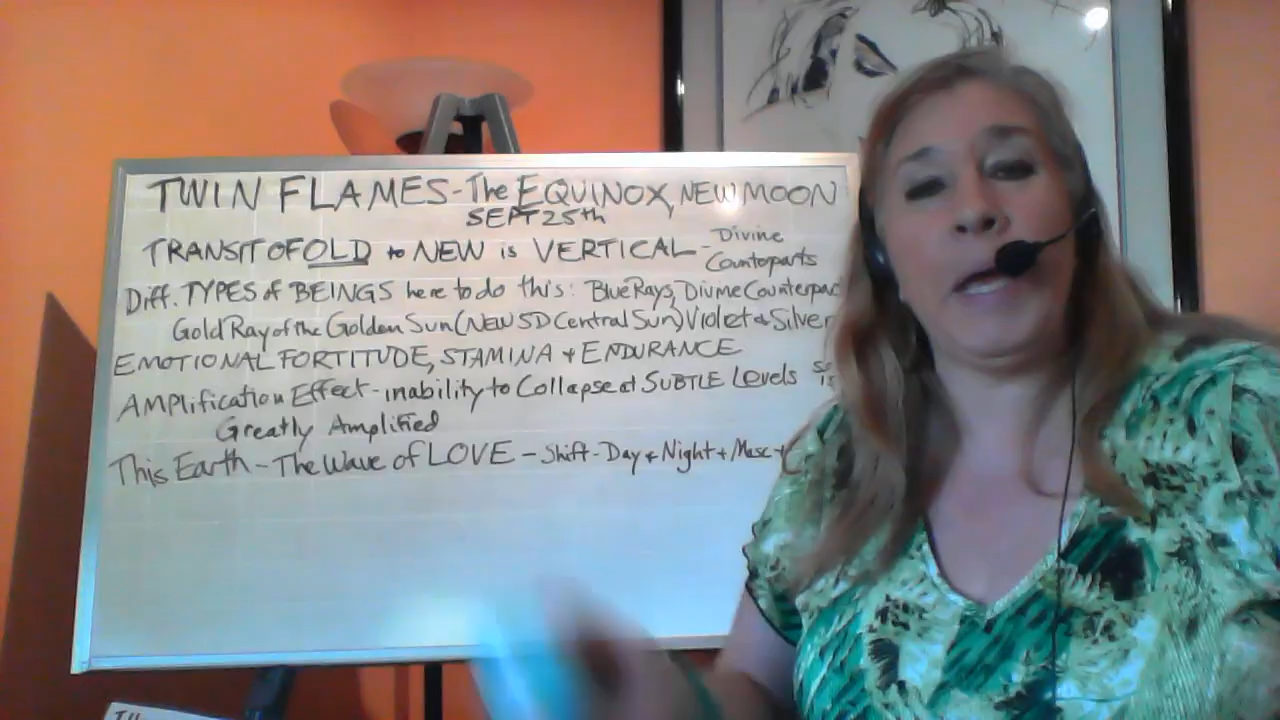 TWIN FLAMES - The EQUINOX, NEW MOON
SEPT 25th
TRANSIT OF OLD to NEW is VERTICAL - Divine
Counterparts
Diff. TYPES of BEINGS here to do this: Blue Rays, Divine Counterpar
Gold Ray of the Golden Sun (NEW 5D Central Sun) Violet & Silver
EMOTIONAL FORTITUDE, STAMINA + ENDURANCE
AMPlification Effect - inability to Collapse at SUBTLE Levels
Greatly Amplified
This Earth - The Wave of LOVE - Shift - Day & Night + Masc +